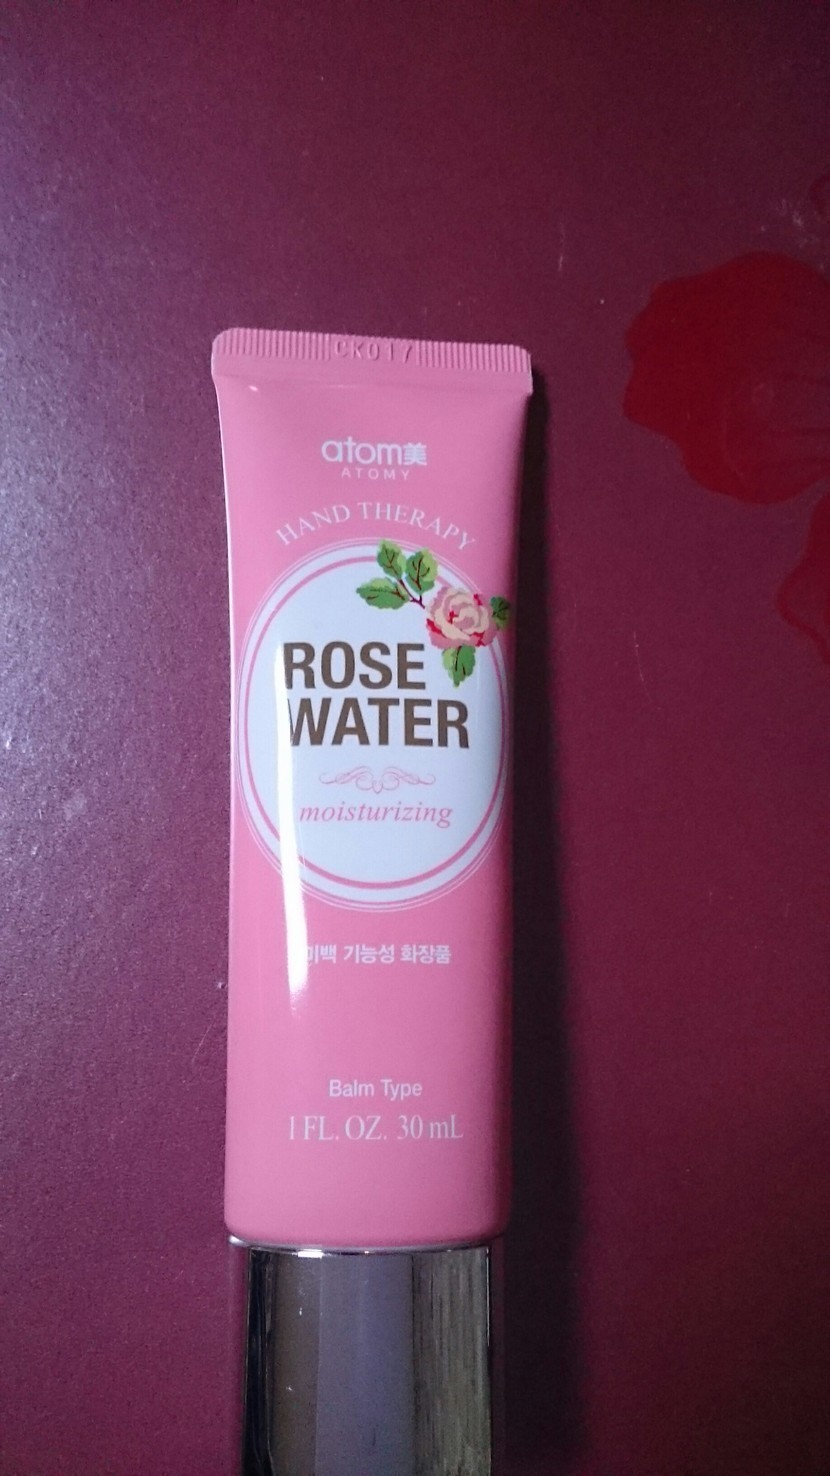 CK017
atom美
ATOMY
HAND THERAPY
ROSE
WATER
moisturizing
미백 기능성 화장품
Balm Type
1 FL. OZ. 30 mL